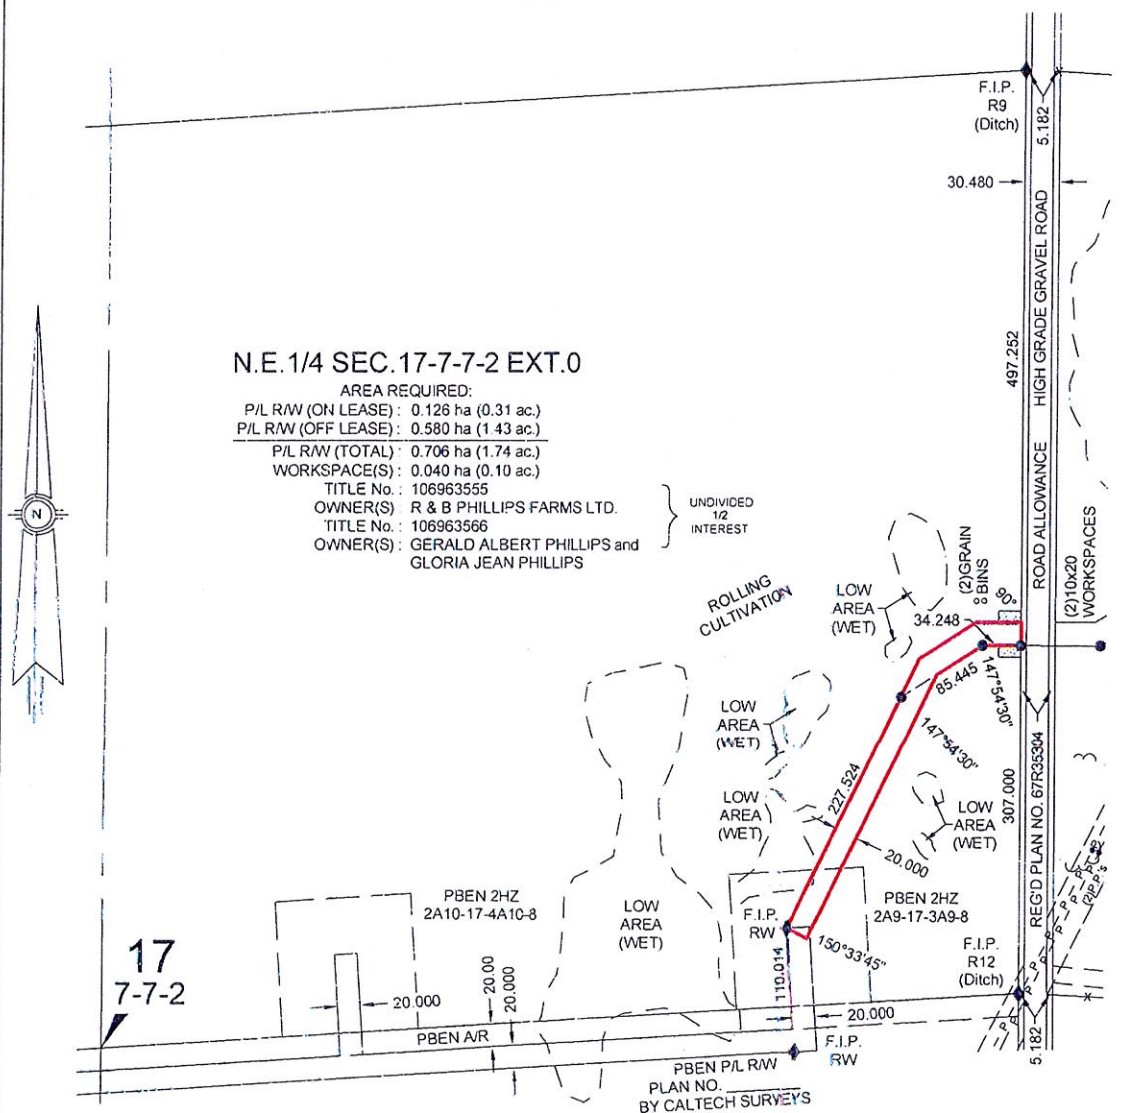 F.I.P.
R9
(Ditch)
5.182
30.480
HIGH GRADE GRAVEL ROAD
497.252
ROAD ALLOWANCE
N.E.1/4 SEC.17-7-7-2 EXT.0
AREA REQUIRED:
P/L R/W (ON LEASE) : 0.126 ha (0.31 ac.)
P/L R/W (OFF LEASE) : 0.580 ha (1.43 ac.)
P/L R/W (TOTAL) : 0.706 ha (1.74 ac.)
WORKSPACE(S) : 0.040 ha (0.10 ac.)
TITLE No. : 106963555
OWNER(S) : R & B PHILLIPS FARMS LTD.
TITLE No. : 106963566
OWNER(S) : GERALD ALBERT PHILLIPS and
GLORIA JEAN PHILLIPS
UNDIVIDED
1/2
INTEREST
N
(2)10x20
WORKSPACES
(2)GRAIN
BINS
90°
ROLLING
CULTIVATION
LOW
AREA
(WET)
34.248
85.445
147°54'30"
147°54'30"
LOW
AREA
(WET)
227.524
LOW
AREA
(WET)
LOW
AREA
(WET)
307.000
REG'D PLAN NO. 67R35304
20.000
PBEN 2HZ
2A10-17-4A10-8
LOW
AREA
(WET)
PBEN 2HZ
2A9-17-3A9-8
F.I.P.
RW
150°33'45"
110.014
F.I.P.
R12
(Ditch)
17
7-7-2
20.000
20.00
20.000
20.000
PBEN A/R
F.I.P.
RW
5.182
PBEN P/L R/W
PLAN NO.
BY CALTECH SURVEYS